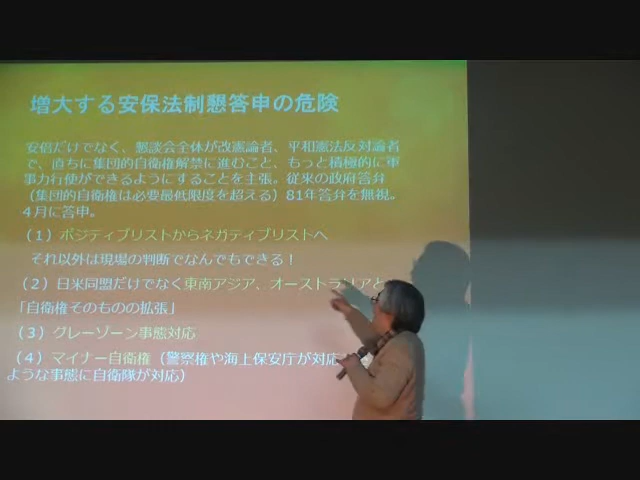 増大する安保法制懇答申の危険
安倍だけでなく、懇談会全体が改憲論者、平和憲法反対論者
で、直ちに集団的自衛権解禁に進むこと、もっと積極的に軍
事力行使ができるようにすることを主張。従来の政府答弁
（集団的自衛権は必要最低限度を超える）81年答弁を無視。
４月に答申。
（１）ポジティブリストからネガティブリストへ
それ以外は現場の判断でなんでもできる！
（２）日米同盟だけでなく東南アジア、オーストラリアと
「自衛権そのものの拡張」
（３）グレーゾーン事態対応
（４）マイナー自衛権（警察権や海上保安庁が対応
ような事態に自衛隊が対応）